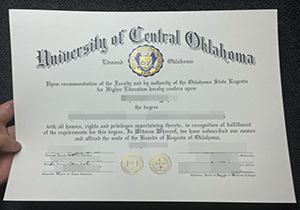 University of Central Oklahoma
Edmond Oklahoma
Upon recommendation of the Faculty and by authority of the Oklahoma State Regents
for Higher Education hereby confers upon
the degree
with all honors, rights and privileges appertaining thereto, in recognition of fulfillment
of the requirements for this degree. In Witness Whereof, we have subscribed our names
and affixed the seals of the Boards of Regents of Oklahoma.